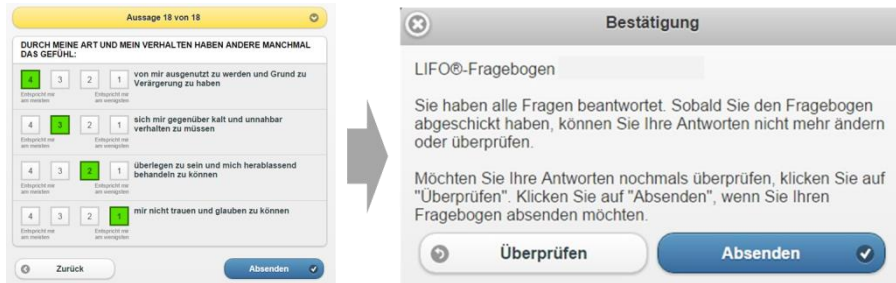 Aussage 18 von 18
DURCH MEINE ART UND MEIN VERHALTEN HABEN ANDERE MANCHMAL
DAS GEFÜHL:
4 3 2 1 von mir ausgenutzt zu werden und Grund zu
Verärgerung zu haben
Entspricht mir Entspricht mir
am meisten am wenigsten
4 3 2 1 sich mir gegenüber kalt und unnahbar
verhalten zu müssen
Entspricht mir Entspricht mir
am meisten am wenigsten
4 3 2 1 überlegen zu sein und mich herablassend
behandeln zu können
Entspricht mir Entspricht mir
am meisten am wenigsten
4 3 2 1 mir nicht trauen und glauben zu können
Entspricht mir Entspricht mir
am meisten am wenigsten
Zurück Absenden
Bestätigung
LIFO®-Fragebogen
Sie haben alle Fragen beantwortet. Sobald Sie den Fragebogen
abgeschickt haben, können Sie Ihre Antworten nicht mehr ändern
oder überprüfen.
Möchten Sie Ihre Antworten nochmals überprüfen, klicken Sie auf
"Überprüfen". Klicken Sie auf "Absenden", wenn Sie Ihren
Fragebogen absenden möchten.
Überprüfen Absenden